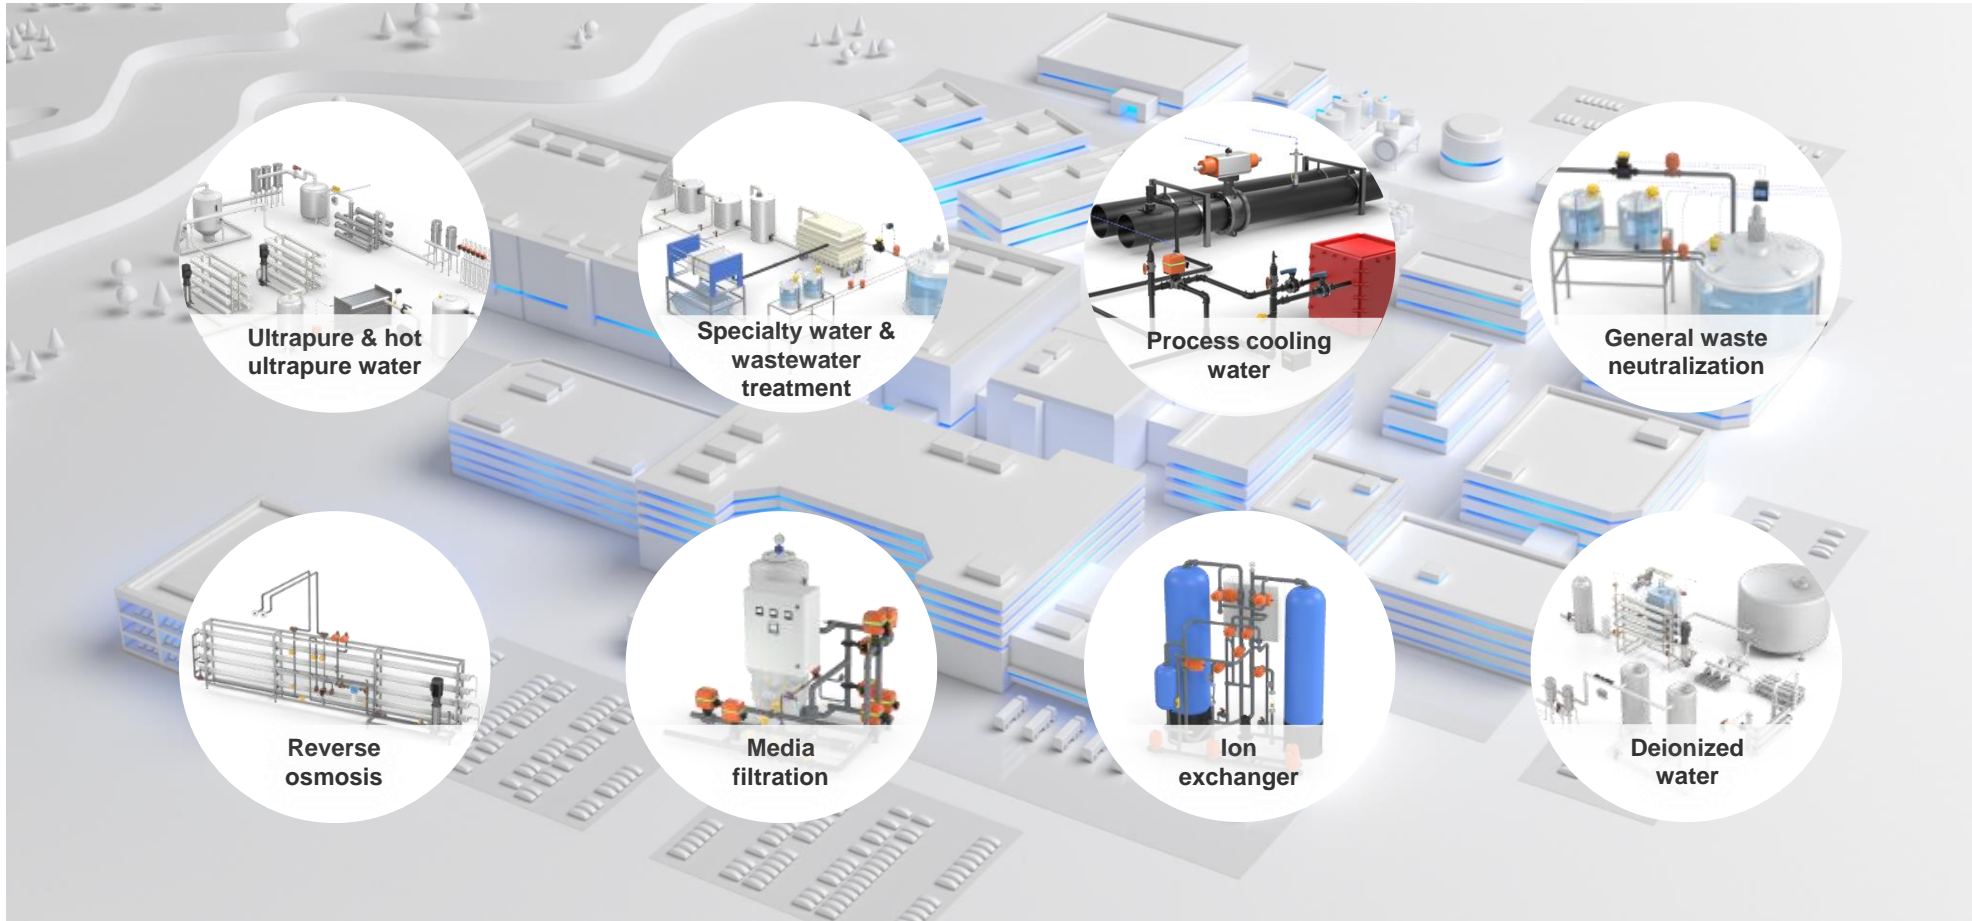 Ultrapure & hot
ultrapure water
Specialty water &
wastewater
treatment
Process cooling
water
General waste
neutralization
Reverse
osmosis
Media
filtration
Ion
exchanger
Deionized
water